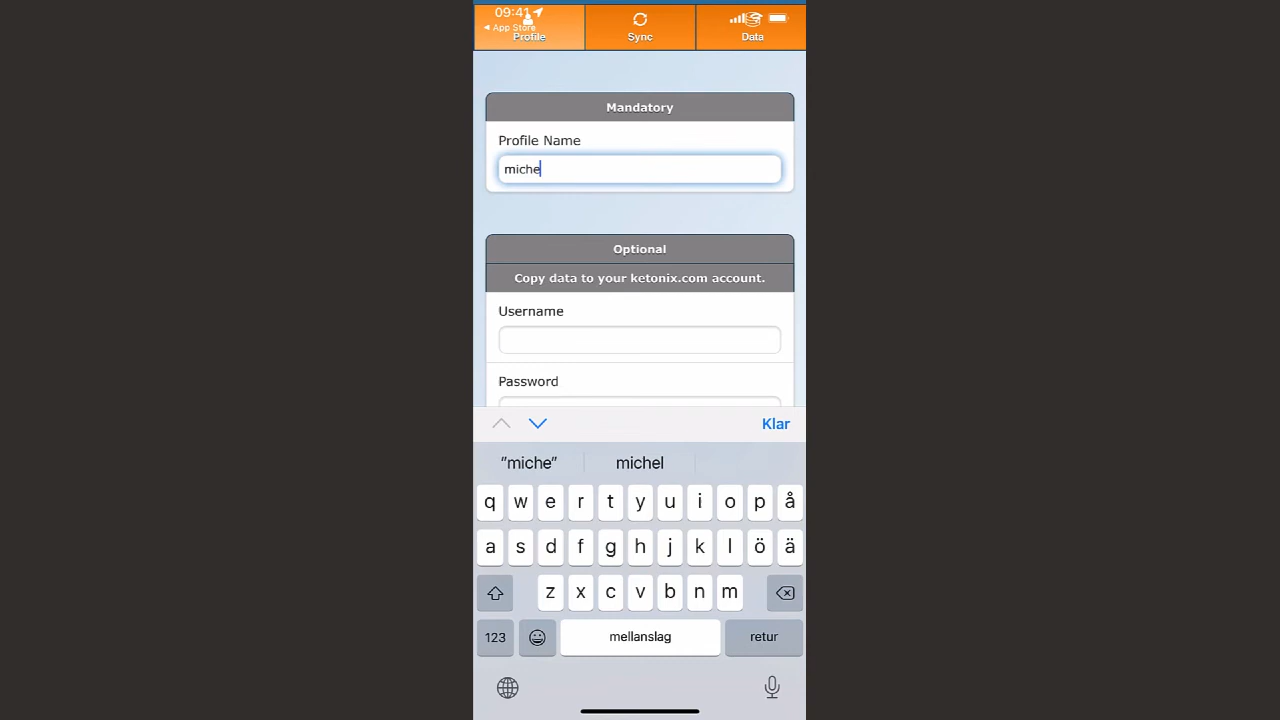 09:41
App Store
Profile
Sync
Data
Mandatory
Profile Name
miche
Optional
Copy data to your ketonix.com account.
Username
Password
Klar
"miche"
michel
q w e r t y u i o p å
a s d f g h j k l ö ä
z x c v b n m
123
mellanslag
retur